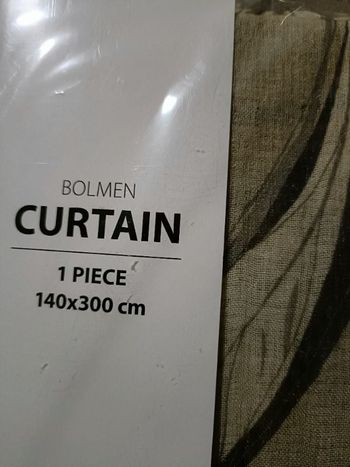 BOLMEN
CURTAIN
1 PIECE
140x300 cm